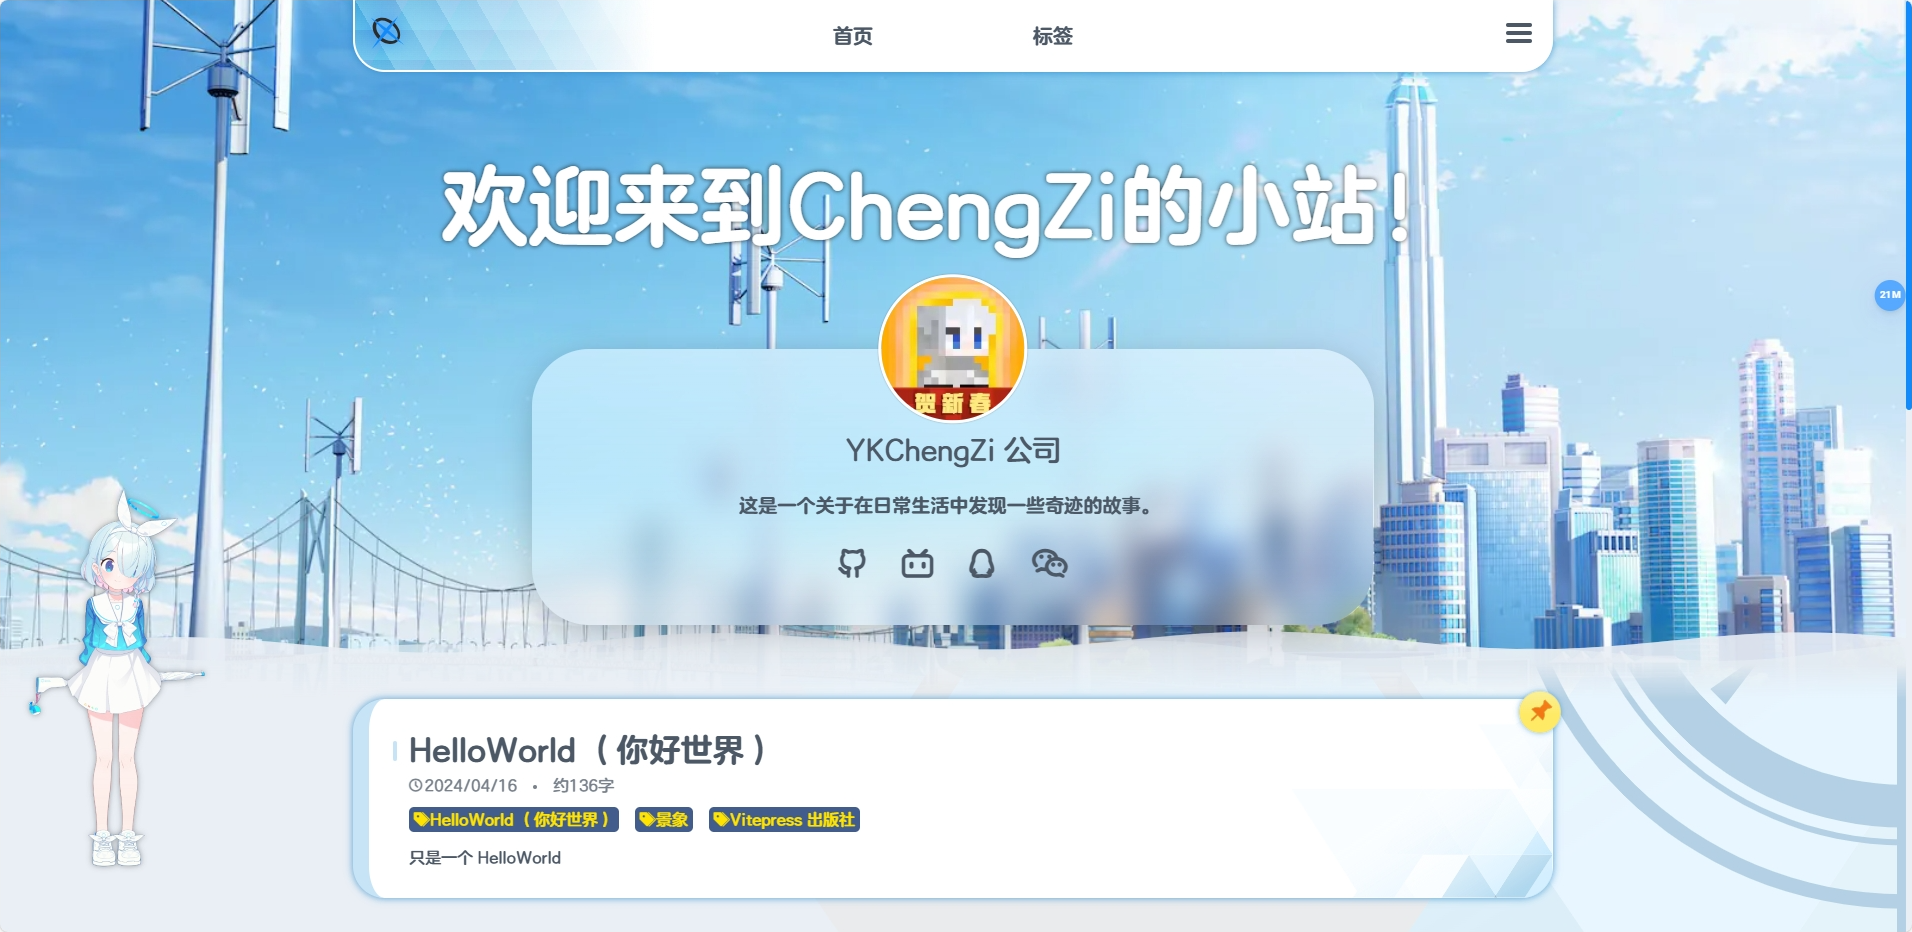 首页
标签
欢迎来到ChengZi的小站！
21M
贺新春
YKChengZi 公司
这是一个关于在日常生活中发现一些奇迹的故事。
HelloWorld（你好世界）
2024/04/16 • 约136字
HelloWorld（你好世界） 景象 Vitepress 出版社
只是一个 HelloWorld